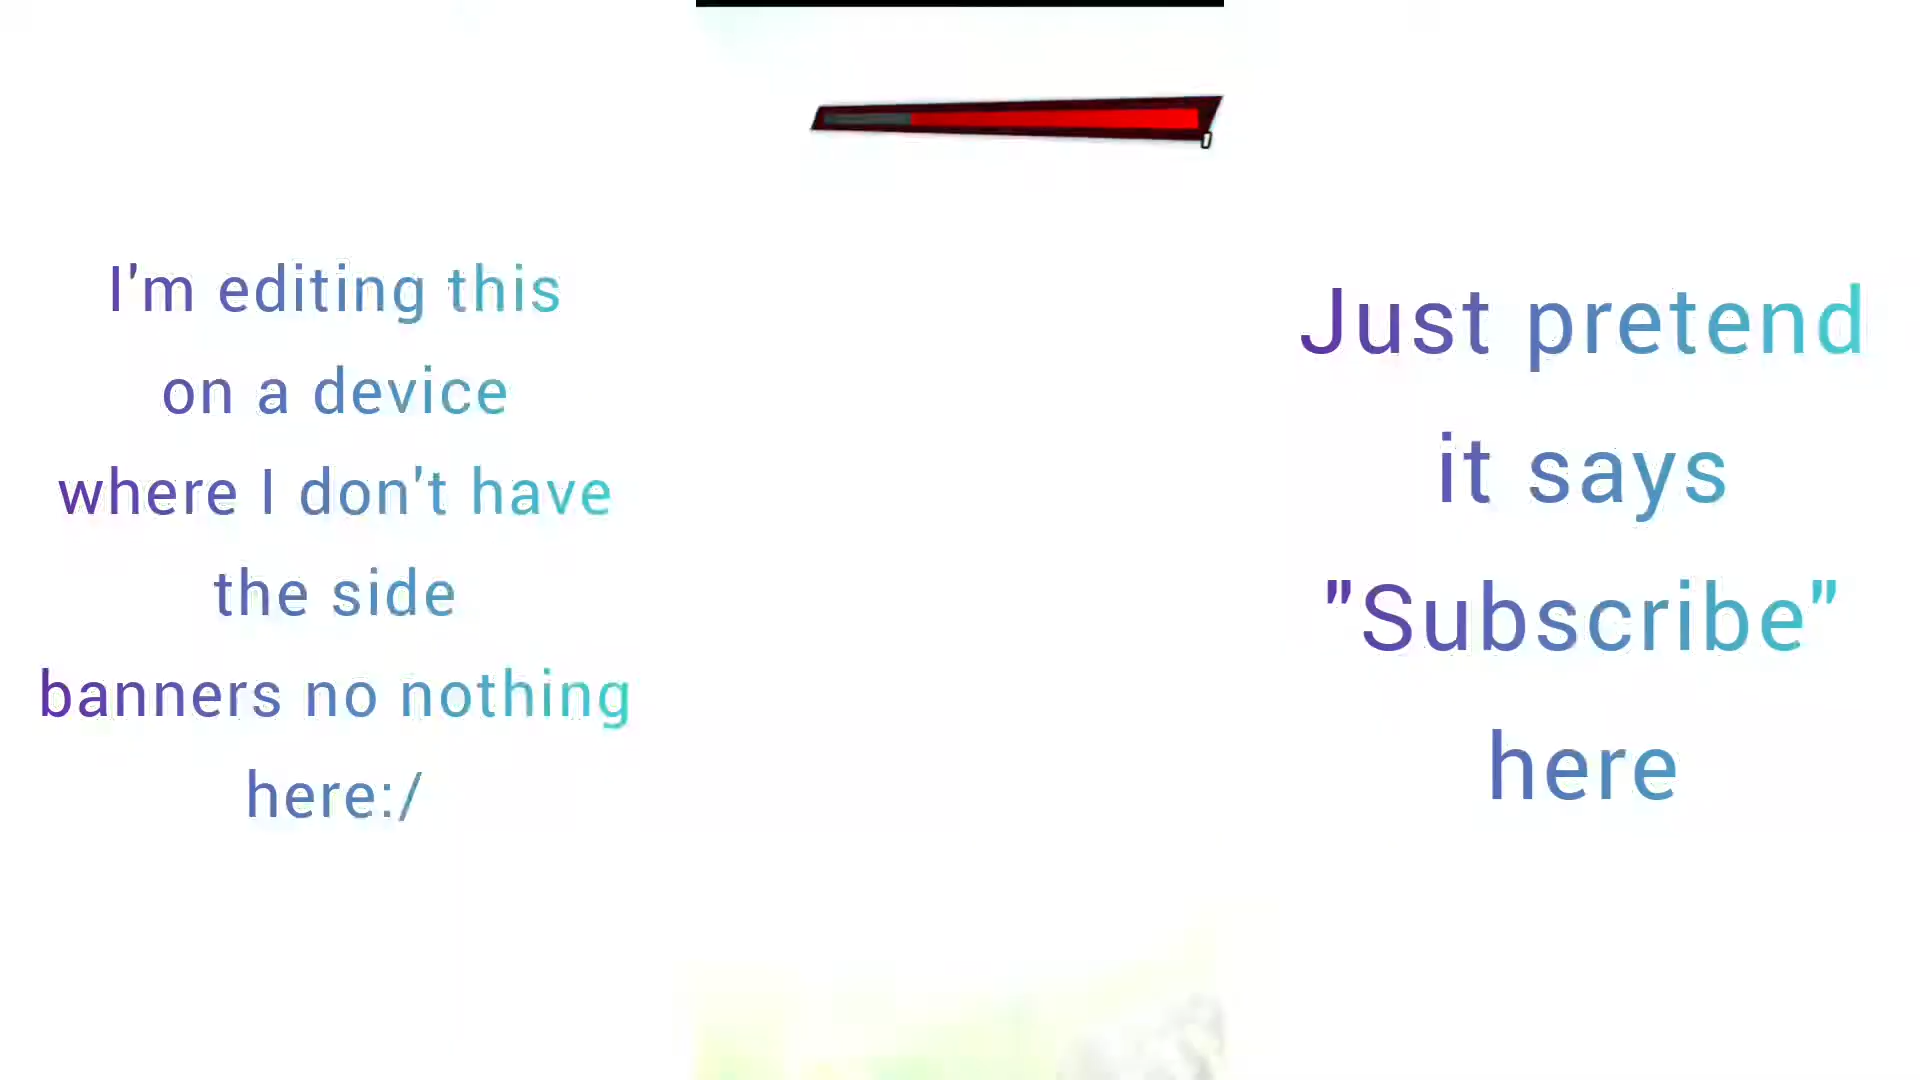 I'm editing this
on a device
where I don't have
the side
banners no nothing
here:/
Just pretend
it says
"Subscribe"
here